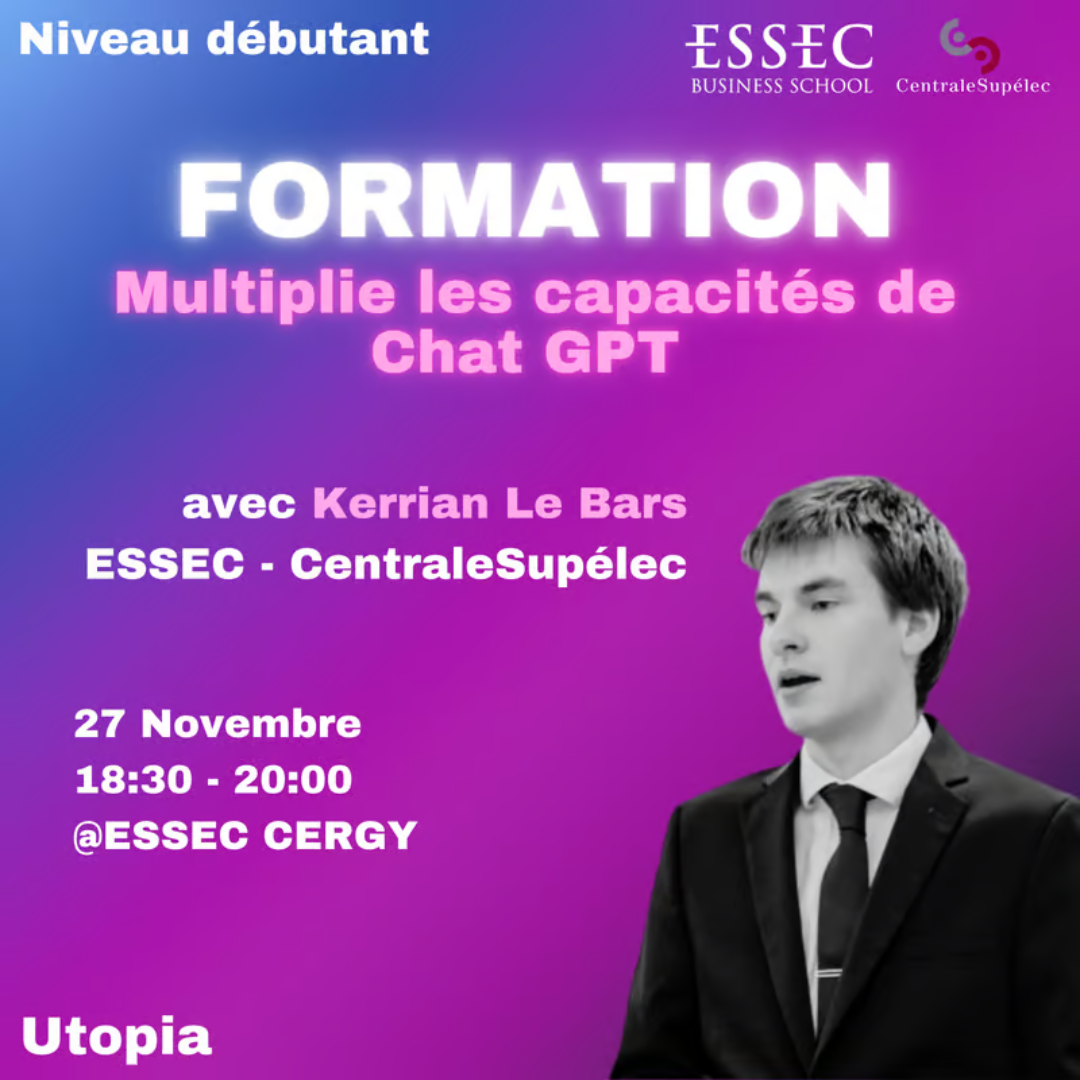 Niveau débutant
ESSEC
BUSINESS SCHOOL
CentraleSupélec
FORMATION
Multiplie les capacités de
Chat GPT
avec Kerrian Le Bars
ESSEC - CentraleSupélec
27 Novembre
18:30 - 20:00
@ESSEC CERGY
Utopia